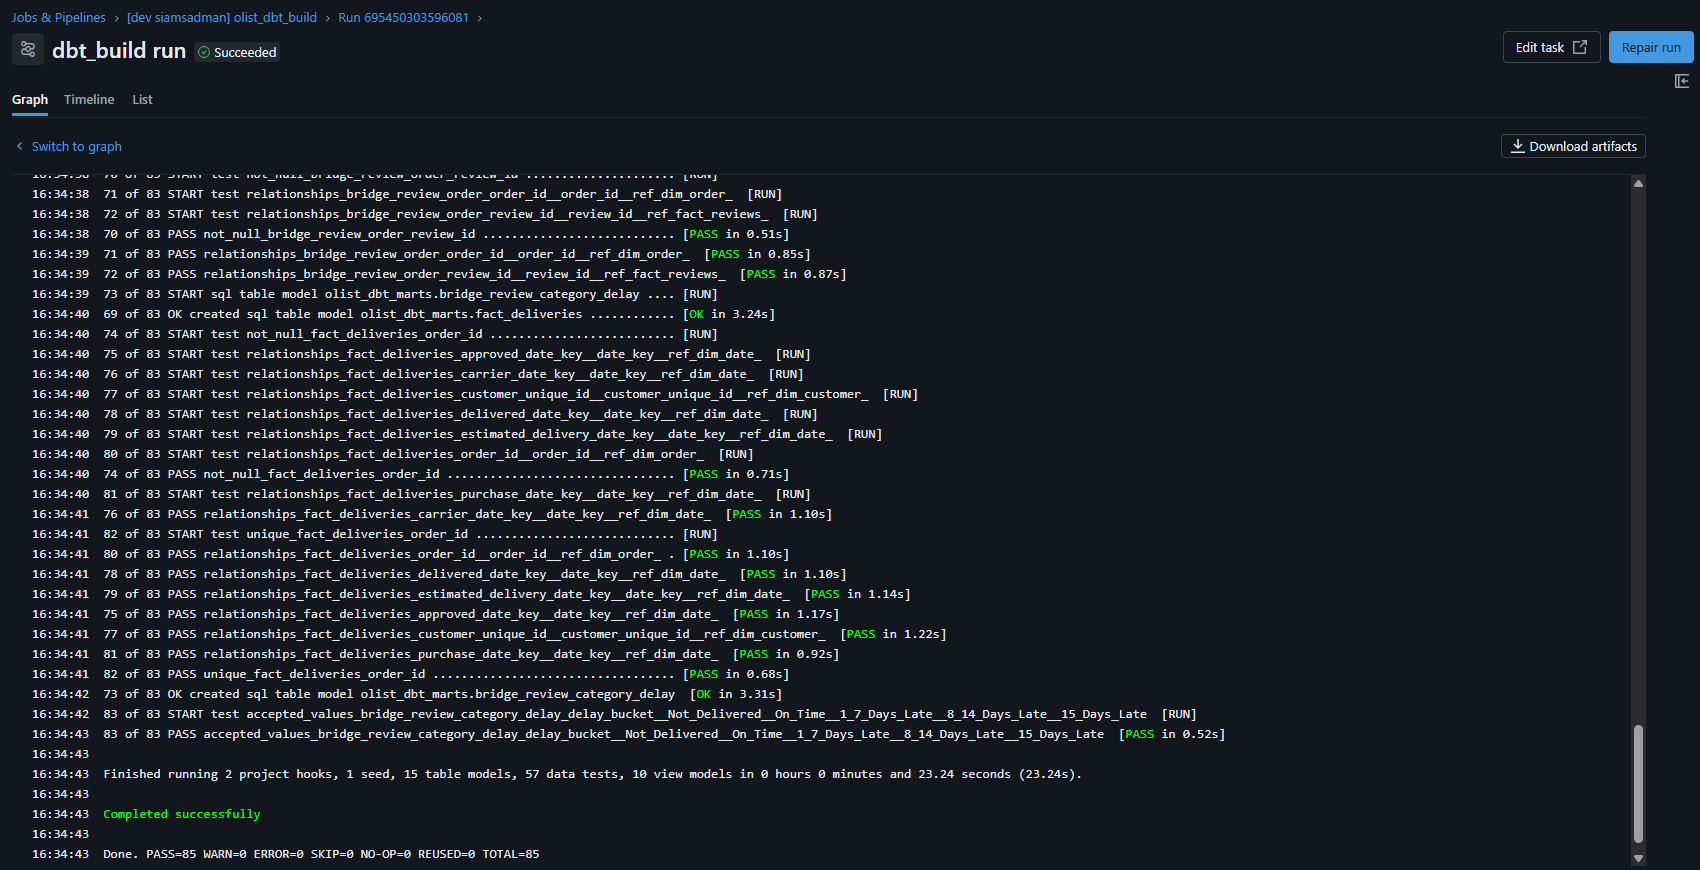 Jobs & Pipelines › [dev siamsadman] olist_dbt_build › Run 695450303596081 ›
dbt_build run Succeeded
Edit task Repair run
Graph Timeline List
Switch to graph
Download artifacts
16:34:38 70 of 83 START test not_null_bridge_review_order_review_id ..................... [RUN]
16:34:38 71 of 83 START test relationships_bridge_review_order_order_id__order_id__ref_dim_order_ [RUN]
16:34:38 72 of 83 START test relationships_bridge_review_order_review_id__review_id__ref_fact_reviews_ [RUN]
16:34:38 70 of 83 PASS not_null_bridge_review_order_review_id ........................... [PASS in 0.51s]
16:34:39 71 of 83 PASS relationships_bridge_review_order_order_id__order_id__ref_dim_order_ [PASS in 0.85s]
16:34:39 72 of 83 PASS relationships_bridge_review_order_review_id__review_id__ref_fact_reviews_ [PASS in 0.87s]
16:34:39 73 of 83 START sql table model olist_dbt_marts.bridge_review_category_delay .... [RUN]
16:34:40 69 of 83 OK created sql table model olist_dbt_marts.fact_deliveries ............ [OK in 3.24s]
16:34:40 74 of 83 START test not_null_fact_deliveries_order_id .......................... [RUN]
16:34:40 75 of 83 START test relationships_fact_deliveries_approved_date_key__date_key__ref_dim_date_ [RUN]
16:34:40 76 of 83 START test relationships_fact_deliveries_carrier_date_key__date_key__ref_dim_date_ [RUN]
16:34:40 77 of 83 START test relationships_fact_deliveries_customer_unique_id__customer_unique_id__ref_dim_customer_ [RUN]
16:34:40 78 of 83 START test relationships_fact_deliveries_delivered_date_key__date_key__ref_dim_date_ [RUN]
16:34:40 79 of 83 START test relationships_fact_deliveries_estimated_delivery_date_key__date_key__ref_dim_date_ [RUN]
16:34:40 80 of 83 START test relationships_fact_deliveries_order_id__order_id__ref_dim_order_ [RUN]
16:34:40 74 of 83 PASS not_null_fact_deliveries_order_id ................................ [PASS in 0.71s]
16:34:40 81 of 83 START test relationships_fact_deliveries_purchase_date_key__date_key__ref_dim_date_ [RUN]
16:34:41 76 of 83 PASS relationships_fact_deliveries_carrier_date_key__date_key__ref_dim_date_ [PASS in 1.10s]
16:34:41 82 of 83 START test unique_fact_deliveries_order_id ............................ [RUN]
16:34:41 80 of 83 PASS relationships_fact_deliveries_order_id__order_id__ref_dim_order_ . [PASS in 1.10s]
16:34:41 78 of 83 PASS relationships_fact_deliveries_delivered_date_key__date_key__ref_dim_date_ [PASS in 1.10s]
16:34:41 79 of 83 PASS relationships_fact_deliveries_estimated_delivery_date_key__date_key__ref_dim_date_ [PASS in 1.14s]
16:34:41 75 of 83 PASS relationships_fact_deliveries_approved_date_key__date_key__ref_dim_date_ [PASS in 1.17s]
16:34:41 77 of 83 PASS relationships_fact_deliveries_customer_unique_id__customer_unique_id__ref_dim_customer_ [PASS in 1.22s]
16:34:41 81 of 83 PASS relationships_fact_deliveries_purchase_date_key__date_key__ref_dim_date_ [PASS in 0.92s]
16:34:41 82 of 83 PASS unique_fact_deliveries_order_id .................................. [PASS in 0.68s]
16:34:42 73 of 83 OK created sql table model olist_dbt_marts.bridge_review_category_delay [OK in 3.31s]
16:34:42 83 of 83 START test accepted_values_bridge_review_category_delay_delay_bucket__Not_Delivered__On_Time__1_7_Days_Late__8_14_Days_Late__15_Days_Late [RUN]
16:34:43 83 of 83 PASS accepted_values_bridge_review_category_delay_delay_bucket__Not_Delivered__On_Time__1_7_Days_Late__8_14_Days_Late__15_Days_Late [PASS in 0.52s]
16:34:43
16:34:43 Finished running 2 project hooks, 1 seed, 15 table models, 57 data tests, 10 view models in 0 hours 0 minutes and 23.24 seconds (23.24s).
16:34:43
16:34:43 Completed successfully
16:34:43
16:34:43 Done. PASS=85 WARN=0 ERROR=0 SKIP=0 NO-OP=0 REUSED=0 TOTAL=85